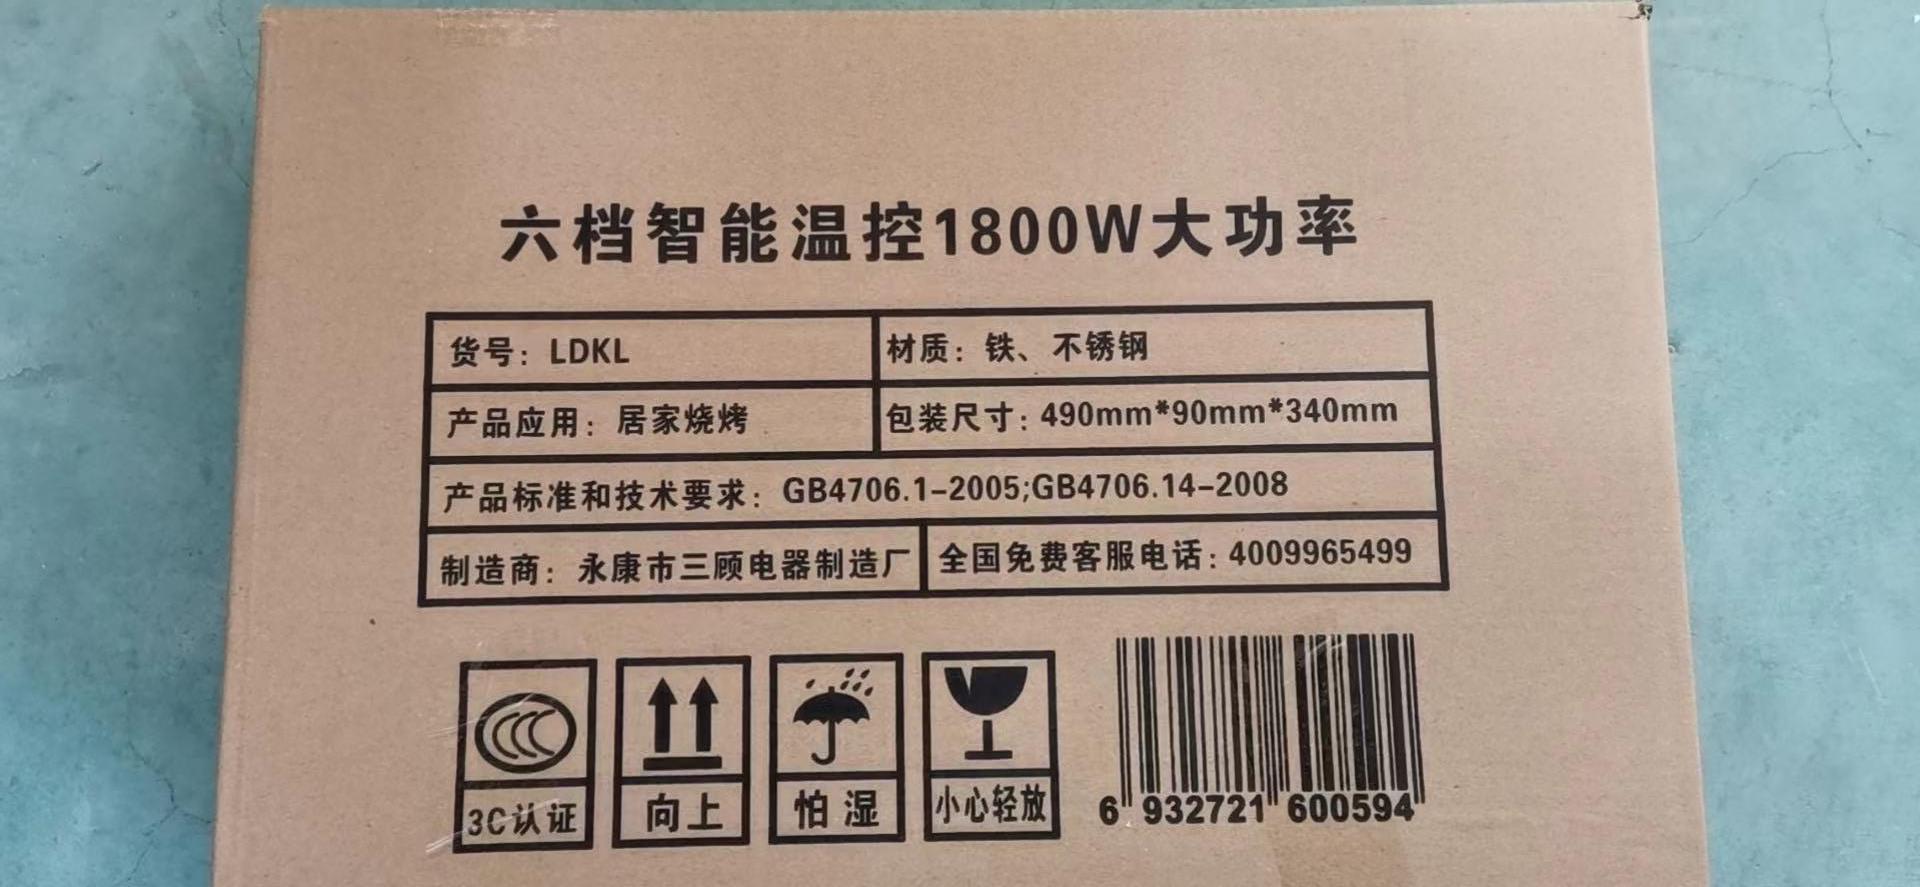 六档智能温控1800W大功率
货号：LDKL
材质：铁、不锈钢
产品应用：居家烧烤
包装尺寸：490mm*90mm*340mm
产品标准和技术要求：GB4706.1-2005;GB4706.14-2008
制造商：永康市三顾电器制造厂
全国免费客服电话：4009965499
3C认证
向上
怕湿
小心轻放
6 932721 600594